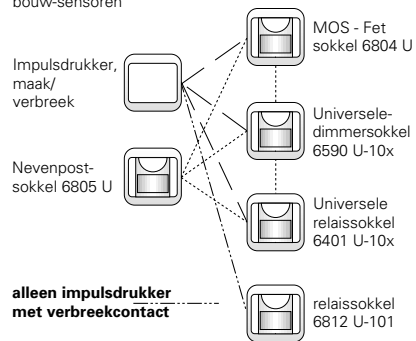 bouw-sensoren
MOS - Fet
sokkel 6804 U
Impulsdrukker,
maak/
verbreek
Universele-
dimmersokkel
6590 U-10x
Nevenpost-
sokkel 6805 U
Universele
relaissokkel
6401 U-10x
alleen impulsdrukker
met verbreekcontact
relaissokkel
6812 U-101